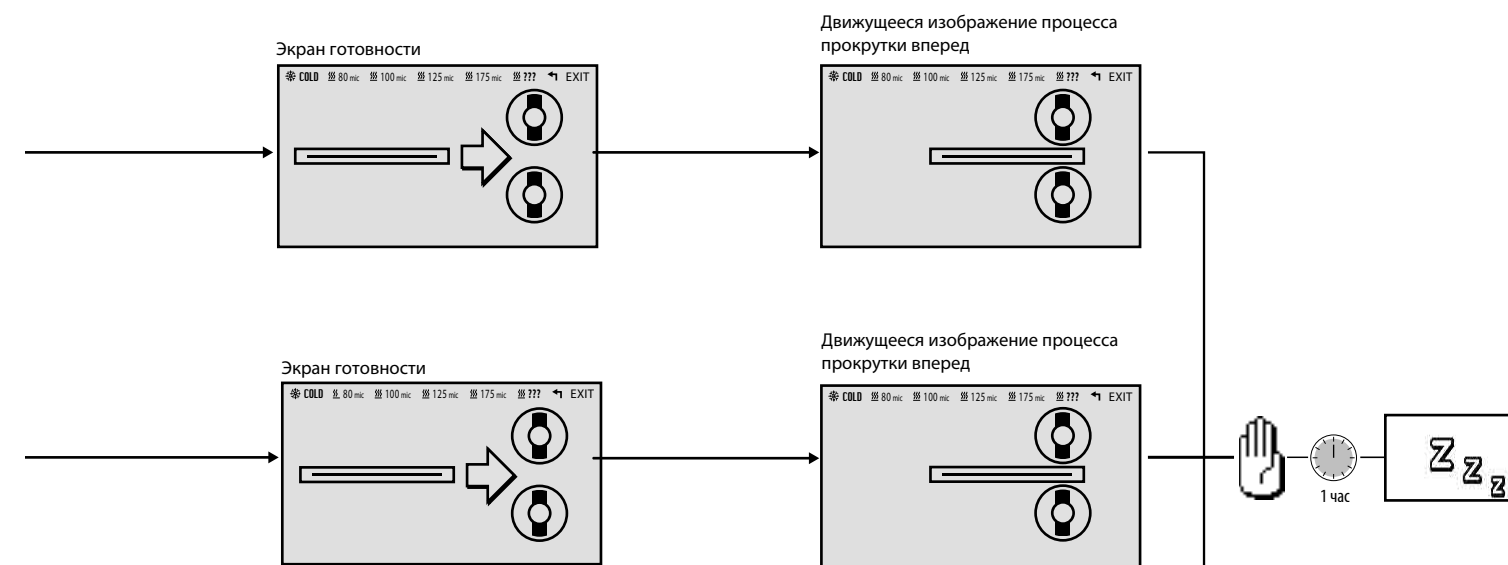 Экран готовности
Движущееся изображение процесса
прокрутки вперед
COLD 80 mic 100 mic 125 mic 175 mic ??? EXIT
COLD 80 mic 100 mic 125 mic 175 mic ??? EXIT
Экран готовности
Движущееся изображение процесса
прокрутки вперед
COLD 80 mic 100 mic 125 mic 175 mic ??? EXIT
COLD 80 mic 100 mic 125 mic 175 mic ??? EXIT
1 час
Z Z Z